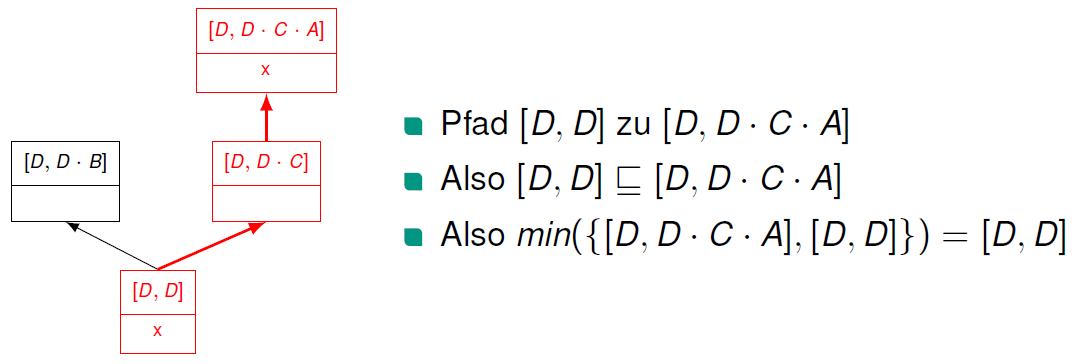 [D, D · C · A]
x
[D, D · B]
[D, D · C]
[D, D]
x
Pfad [D, D] zu [D, D · C · A]
Also [D, D] ⊑ [D, D · C · A]
Also min({[D, D · C · A], [D, D]}) = [D, D]